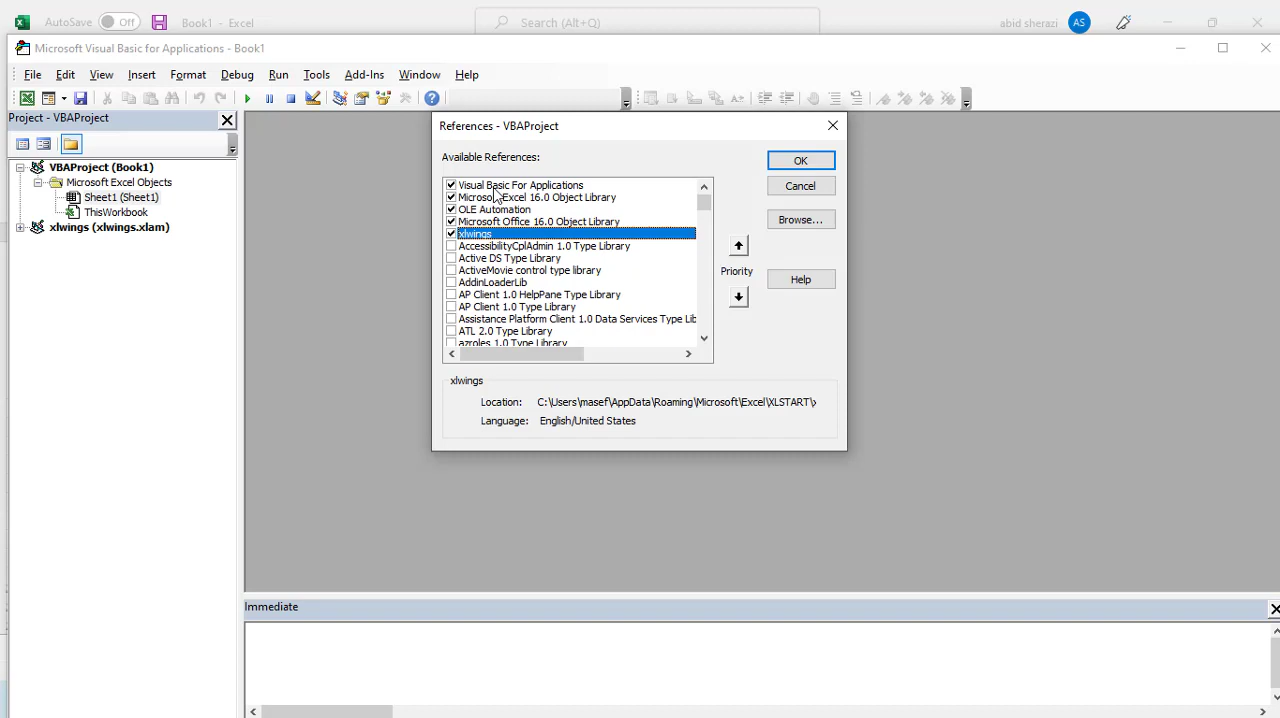 AutoSave Off Book1 - Excel Search (Alt+Q) abid sherazi AS
Microsoft Visual Basic for Applications - Book1
File Edit View Insert Format Debug Run Tools Add-Ins Window Help
Project - VBAProject
VBAProject (Book1)
Microsoft Excel Objects
Sheet1 (Sheet1)
ThisWorkbook
xlwings (xlwings.xlam)
References - VBAProject
Available References:
Visual Basic For Applications
Microsoft Excel 16.0 Object Library
OLE Automation
Microsoft Office 16.0 Object Library
xlwings
AccessibilityCplAdmin 1.0 Type Library
Active DS Type Library
ActiveMovie control type library
AddinLoaderLib
AP Client 1.0 HelpPane Type Library
AP Client 1.0 Type Library
Assistance Platform Client 1.0 Data Services Type Lib
ATL 2.0 Type Library
azroles 1.0 Type Library
OK
Cancel
Browse...
Priority
Help
xlwings
Location: C:\Users\masef\AppData\Roaming\Microsoft\Excel\XLSTART\x
Language: English/United States
Immediate